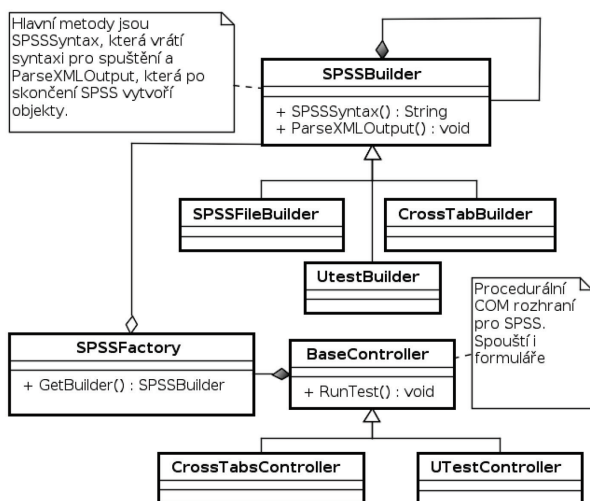 Hlavní metody jsou
SPSSSyntax, která vrátí
syntaxi pro spuštění a
ParseXMLOutput, která po
skončení SPSS vytvoří
objekty.
SPSSBuilder
+ SPSSSyntax() : String
+ ParseXMLOutput() : void
SPSSFileBuilder
CrossTabBuilder
UtestBuilder
Procedurální
COM rozhraní
pro SPSS.
Spouští i
formuláře
SPSSFactory
+ GetBuilder() : SPSSBuilder
BaseController
+ RunTest() : void
CrossTabsController
UTestController